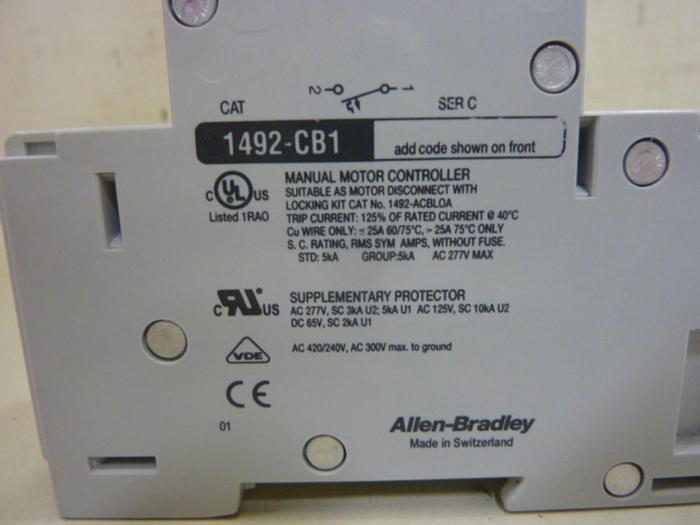 2 1
CAT SER C
1492-CB1 add code shown on front
MANUAL MOTOR CONTROLLER
SUITABLE AS MOTOR DISCONNECT WITH
LOCKING KIT CAT No. 1492-ACBLOA
TRIP CURRENT: 125% OF RATED CURRENT @ 40°C
Cu WIRE ONLY: ≤ 25A 60/75°C, > 25A 75°C ONLY
S. C. RATING, RMS SYM AMPS, WITHOUT FUSE.
STD: 5kA GROUP:5kA AC 277V MAX
C UL US
Listed 1RA0
C RU US
SUPPLEMENTARY PROTECTOR
AC 277V, SC 3kA U2; 5kA U1 AC 125V, SC 10kA U2
DC 65V, SC 2kA U1
VDE
AC 420/240V, AC 300V max. to ground
CE
01
Allen-Bradley
Made in Switzerland